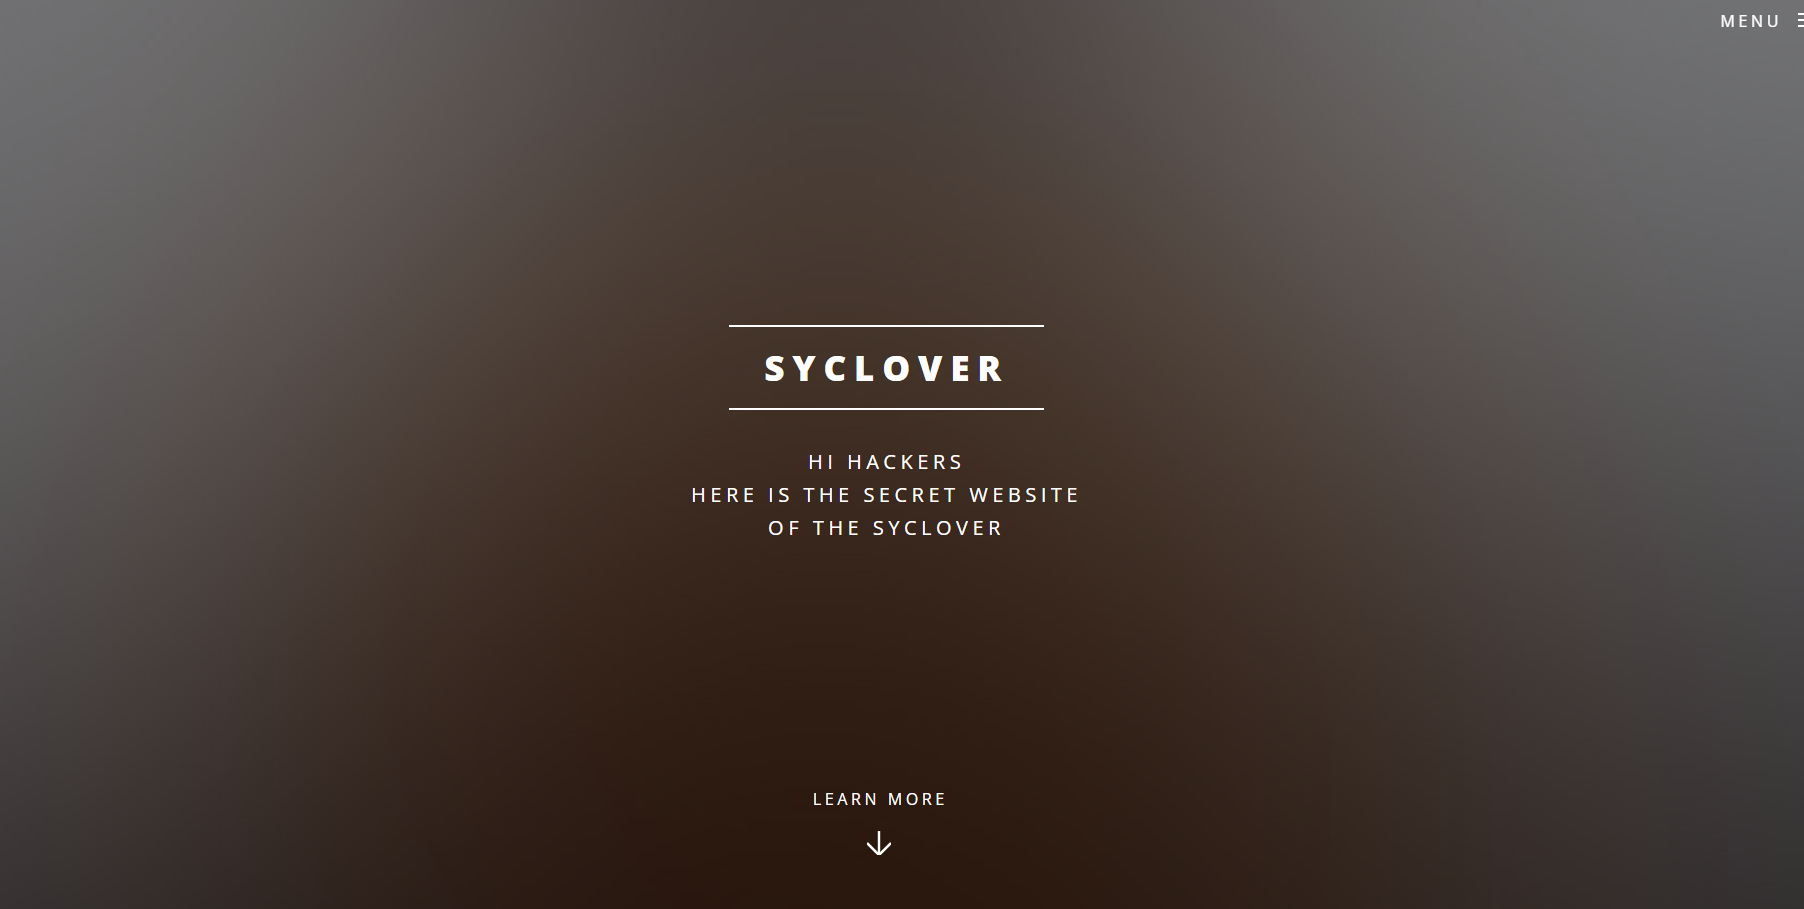 MENU
SYCLOVER
HI HACKERS
HERE IS THE SECRET WEBSITE
OF THE SYCLOVER
LEARN MORE